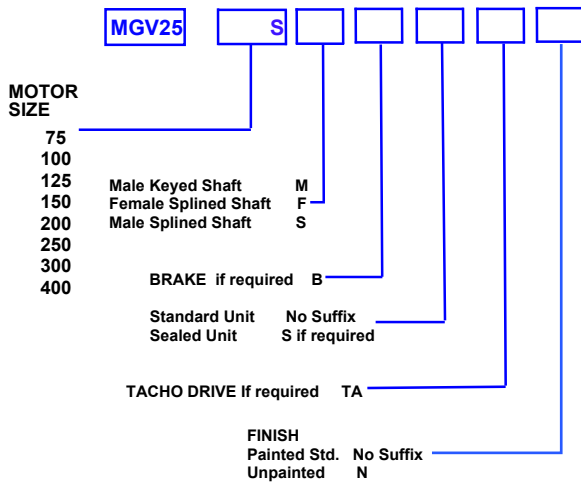 MGV25 S
MOTOR
SIZE
75
100
125
150
200
250
300
400
Male Keyed Shaft M
Female Splined Shaft F
Male Splined Shaft S
BRAKE if required B
Standard Unit No Suffix
Sealed Unit S if required
TACHO DRIVE If required TA
FINISH
Painted Std. No Suffix
Unpainted N